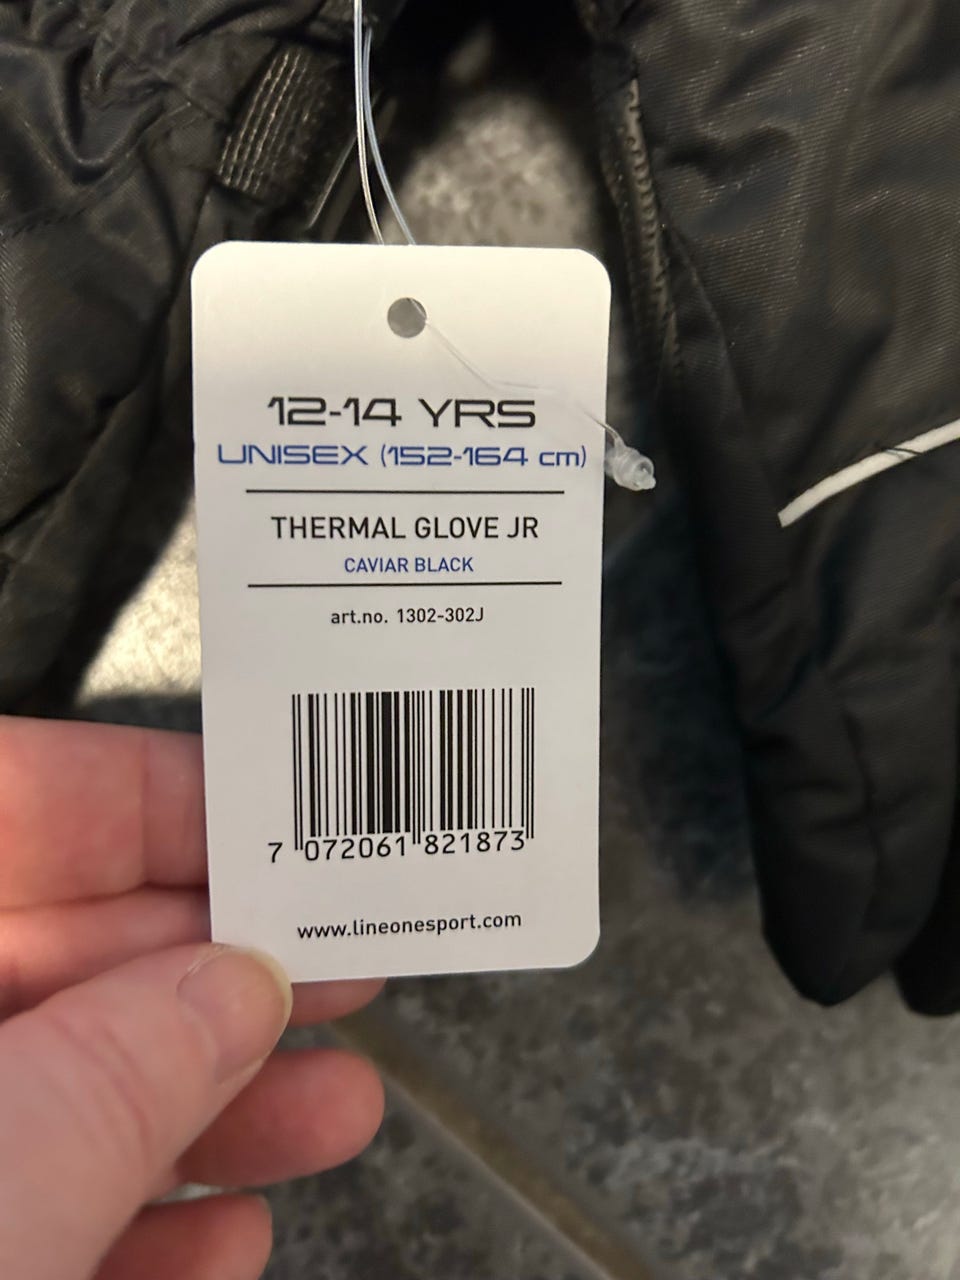 12-14 YRS
UNISEX (152-164 cm)
THERMAL GLOVE JR
CAVIAR BLACK
art.no. 1302-302J
7 072061 821873
www.lineonesport.com